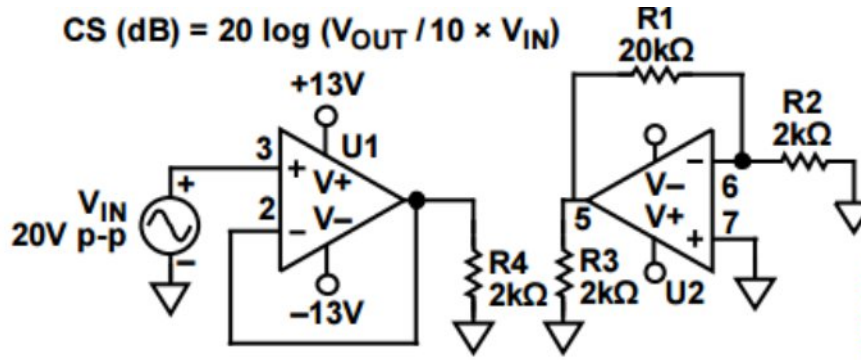 CS (dB) = 20 log (VOUT / 10 × VIN)
+13V
3
U1
+
V+
2
V–
–
–13V
+
VIN
20V p-p
–
R4
2kΩ
R1
20kΩ
R2
2kΩ
–
6
V–
5
V+
7
+
R3
2kΩ
U2